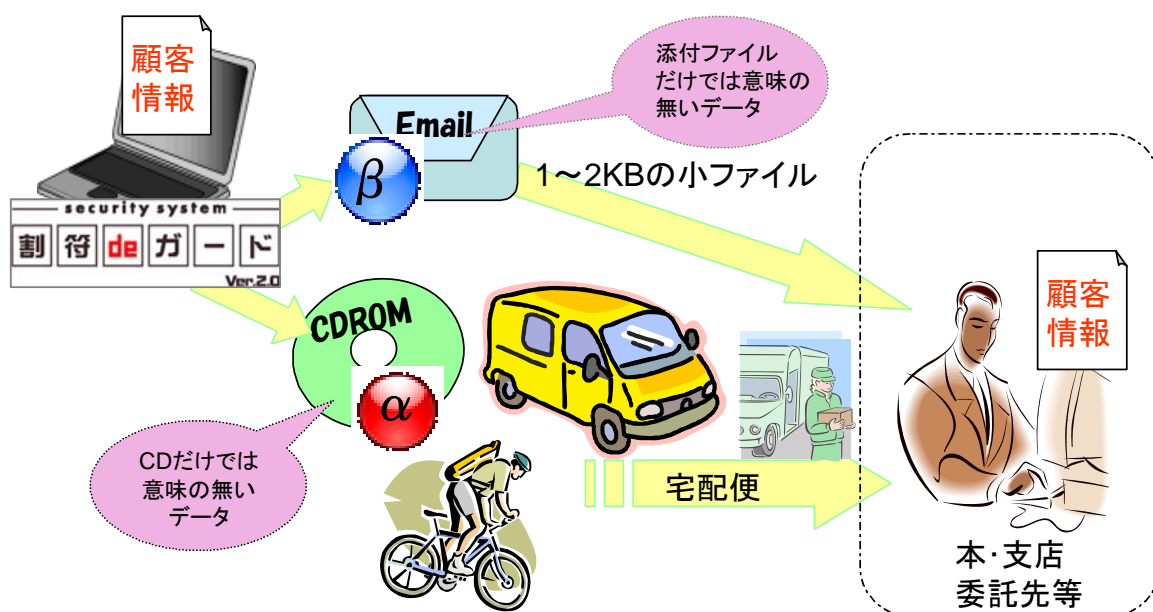 顧客
情報
security system
割符deガード
Ver.2.0
Email
β
添付ファイル
だけでは意味の
無いデータ
1～2KBの小ファイル
CDROM
α
CDだけでは
意味の無い
データ
宅配便
顧客
情報
本・支店
委託先等